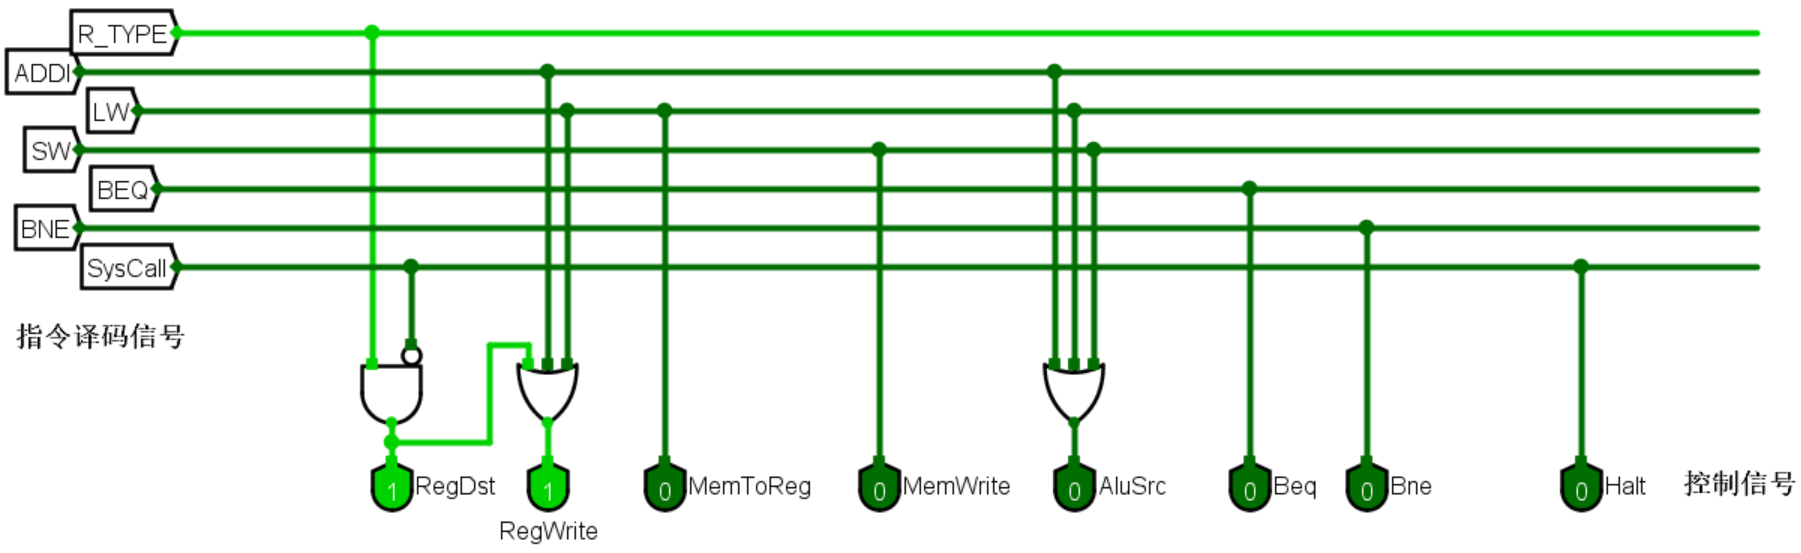 R_TYPE
ADDI
LW
SW
BEQ
BNE
SysCall
指令译码信号
1 RegDst
1
RegWrite
0 MemToReg
0 MemWrite
0 AluSrc
0 Beq
0 Bne
0 Halt
控制信号